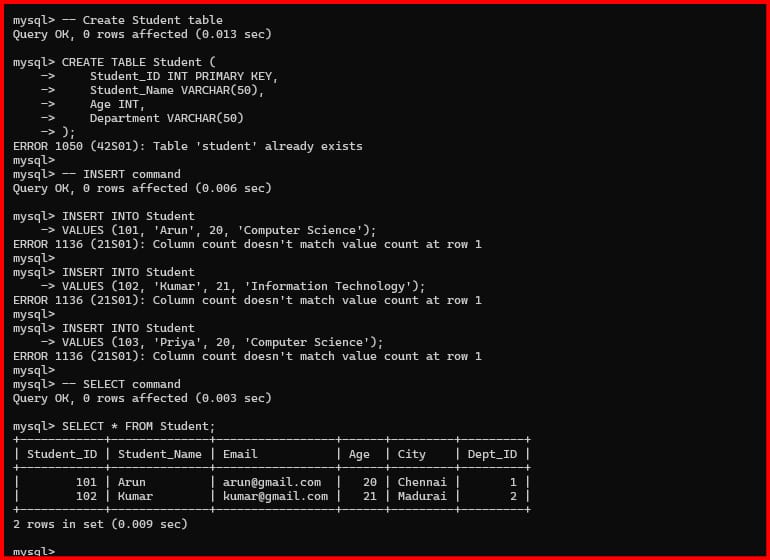 mysql> -- Create Student table
Query OK, 0 rows affected (0.013 sec)
mysql> CREATE TABLE Student (
    ->     Student_ID INT PRIMARY KEY,
    ->     Student_Name VARCHAR(50),
    ->     Age INT,
    ->     Department VARCHAR(50)
    -> );
ERROR 1050 (42S01): Table 'student' already exists
mysql>
mysql> -- INSERT command
Query OK, 0 rows affected (0.006 sec)
mysql> INSERT INTO Student
    -> VALUES (101, 'Arun', 20, 'Computer Science');
ERROR 1136 (21S01): Column count doesn't match value count at row 1
mysql>
mysql> INSERT INTO Student
    -> VALUES (102, 'Kumar', 21, 'Information Technology');
ERROR 1136 (21S01): Column count doesn't match value count at row 1
mysql>
mysql> INSERT INTO Student
    -> VALUES (103, 'Priya', 20, 'Computer Science');
ERROR 1136 (21S01): Column count doesn't match value count at row 1
mysql>
mysql> -- SELECT command
Query OK, 0 rows affected (0.003 sec)
mysql> SELECT * FROM Student;
+------------+--------------+-----------------+------+---------+---------+
| Student_ID | Student_Name | Email           | Age  | City    | Dept_ID |
+------------+--------------+-----------------+------+---------+---------+
|        101 | Arun         | arun@gmail.com  |   20 | Chennai |       1 |
|        102 | Kumar        | kumar@gmail.com |   21 | Madurai |       2 |
+------------+--------------+-----------------+------+---------+---------+
2 rows in set (0.009 sec)
mysql>